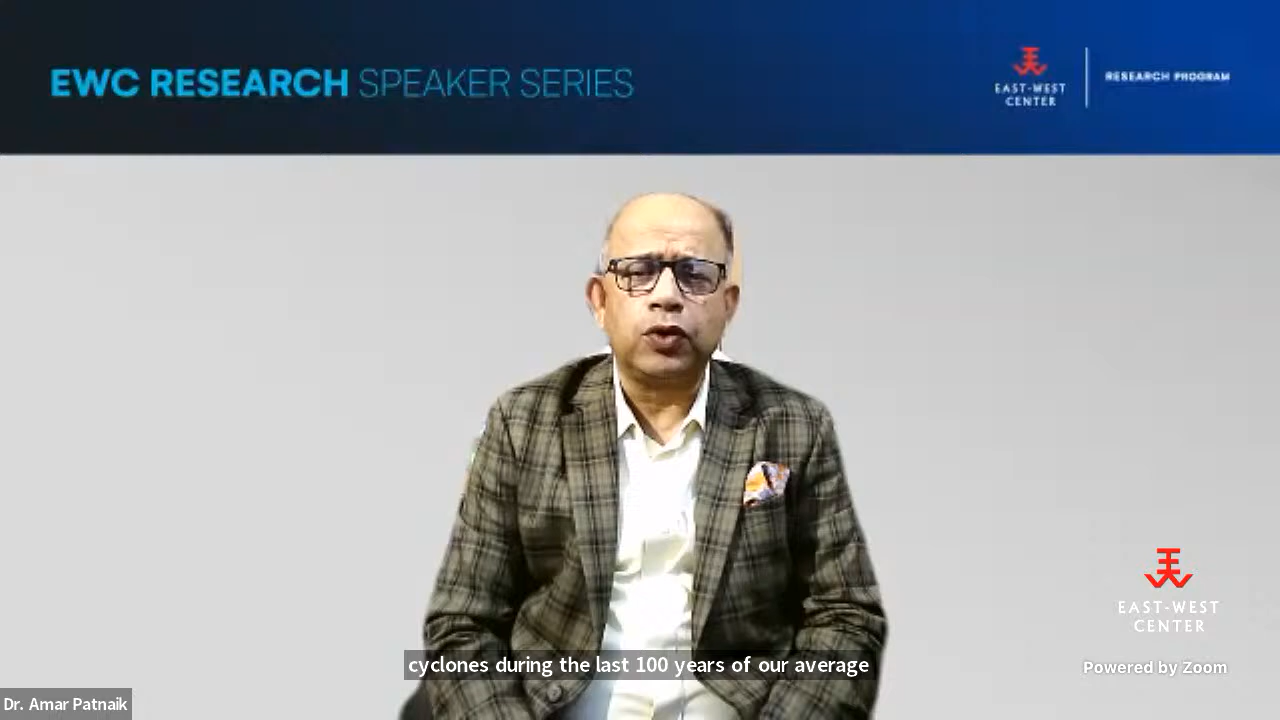 EWC RESEARCH SPEAKER SERIES
EAST-WEST
CENTER
RESEARCH PROGRAM
EAST-WEST
CENTER
cyclones during the last 100 years of our average
Powered by Zoom
Dr. Amar Patnaik